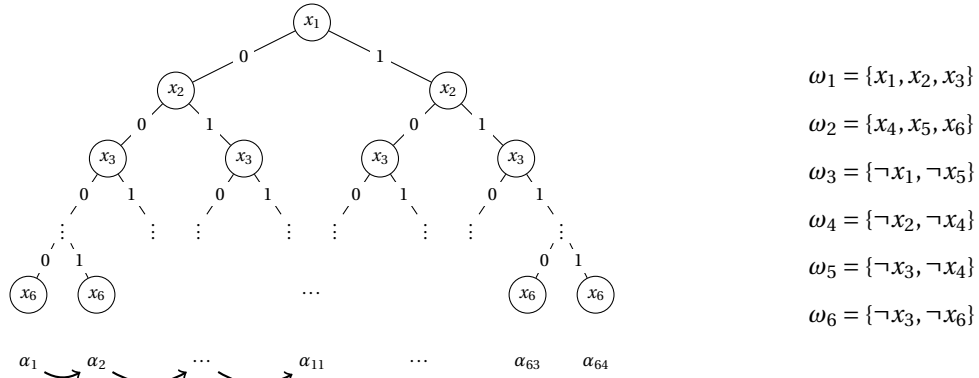 x₁
0 1
x₂ x₂
0 1 0 1
x₃ x₃ x₃ x₃
0 1 0 1 0 1 0 1
⋮ ⋮ ⋮ ⋮ ⋮ ⋮ ⋮ ⋮
0 1 0 1
x₆ x₆ ⋯ x₆ x₆
α₁ α₂ ⋯ α₁₁ ⋯ α₆₃ α₆₄
ω₁ = {x₁, x₂, x₃}
ω₂ = {x₄, x₅, x₆}
ω₃ = {¬x₁, ¬x₅}
ω₄ = {¬x₂, ¬x₄}
ω₅ = {¬x₃, ¬x₄}
ω₆ = {¬x₃, ¬x₆}